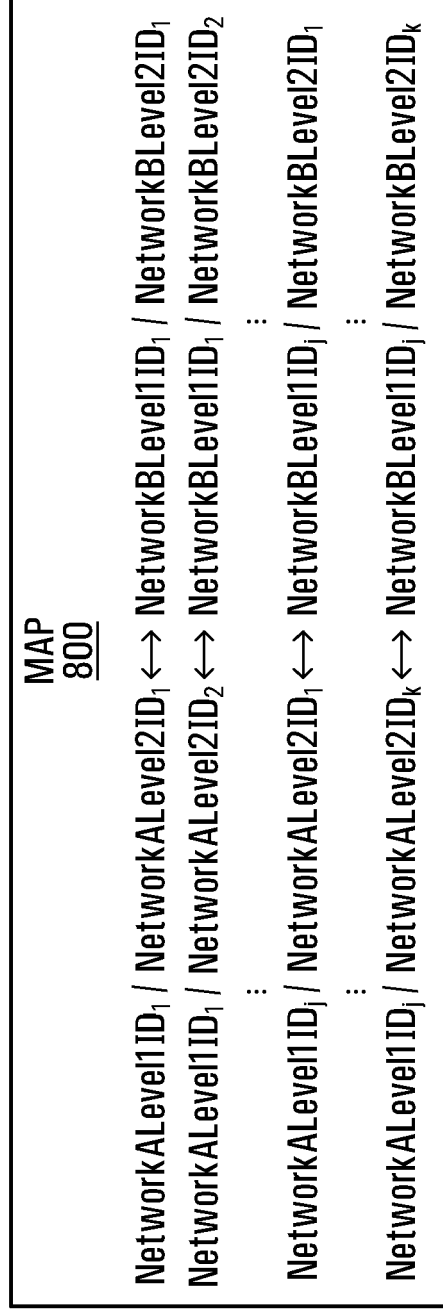 MAP
800
NetworkALevel1ID₁ / NetworkALevel2ID₁ ↔ NetworkBLevel1ID₁ / NetworkBLevel2ID₁
NetworkALevel1ID₁ / NetworkALevel2ID₂ ↔ NetworkBLevel1ID₁ / NetworkBLevel2ID₂
⋮ ⋮
NetworkALevel1IDⱼ / NetworkALevel2ID₁ ↔ NetworkBLevel1IDⱼ / NetworkBLevel2ID₁
⋮ ⋮
NetworkALevel1IDⱼ / NetworkALevel2IDₖ ↔ NetworkBLevel1IDⱼ / NetworkBLevel2IDₖ